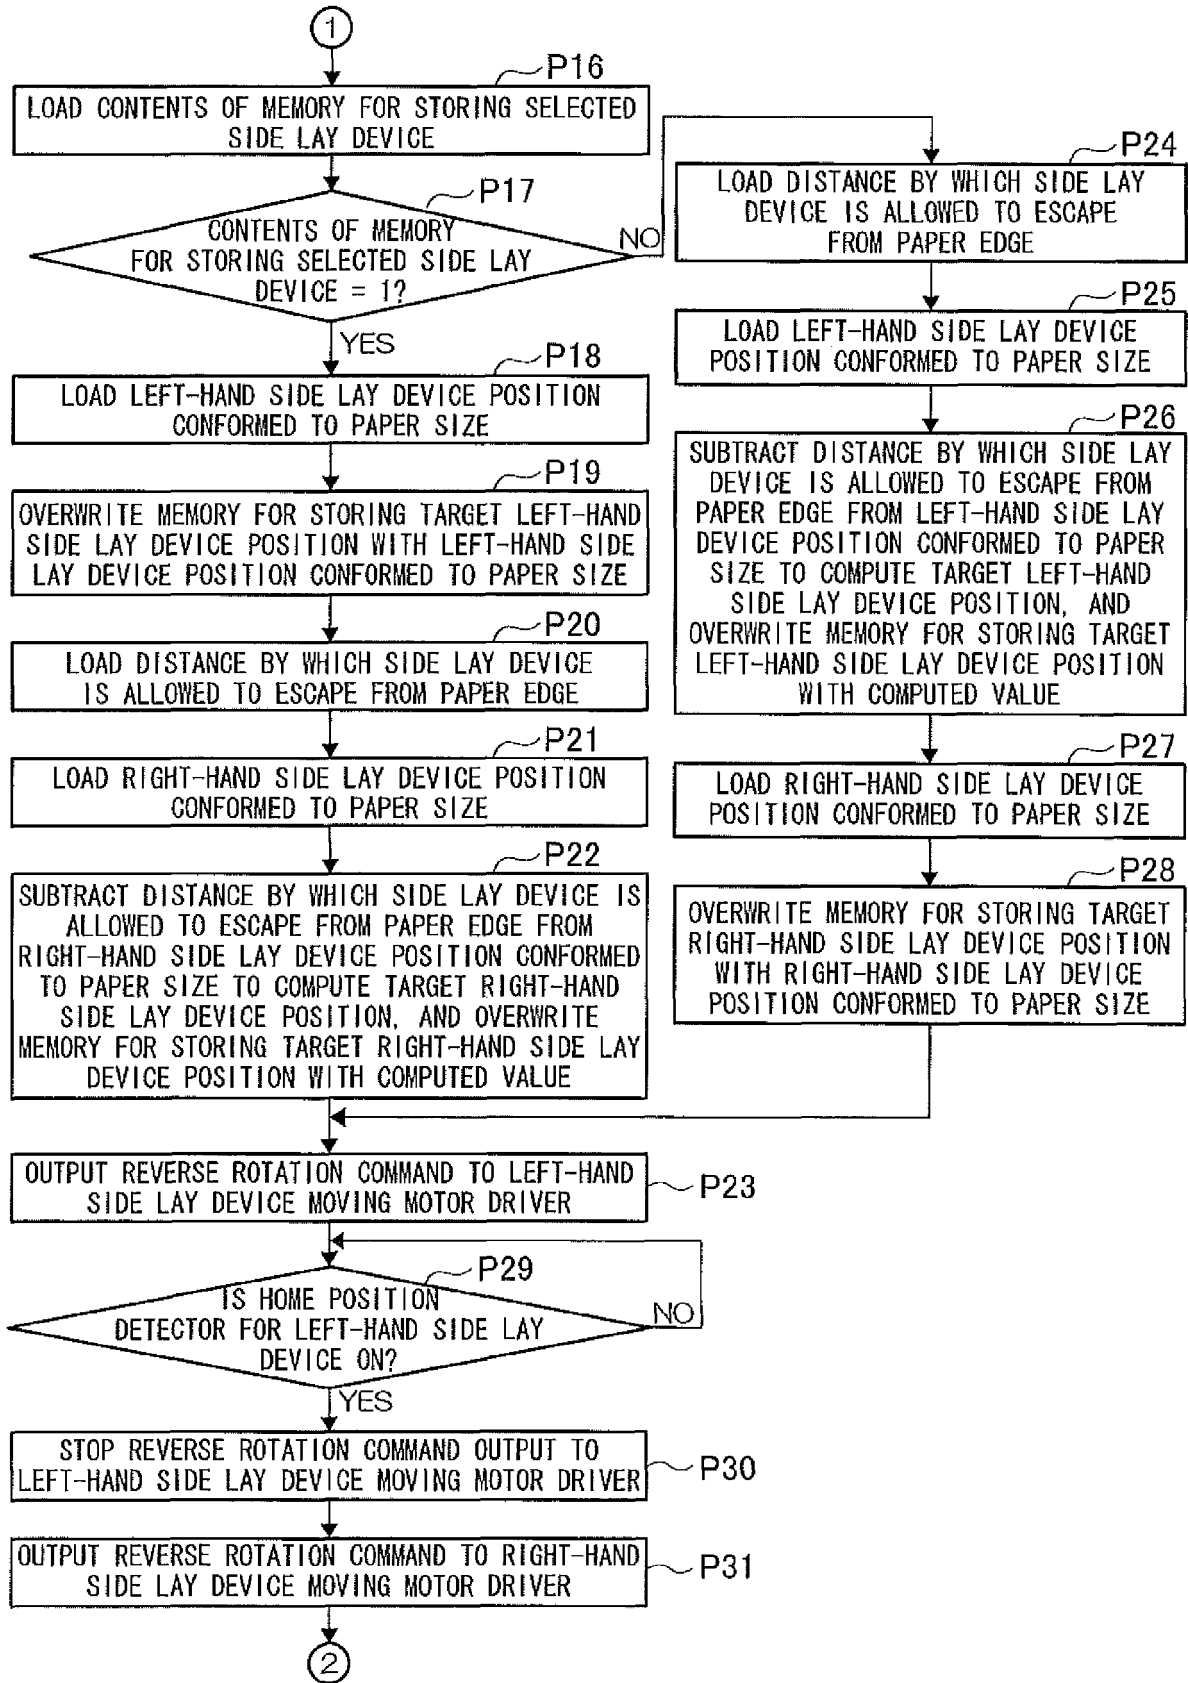 1
P16
LOAD CONTENTS OF MEMORY FOR STORING SELECTED
SIDE LAY DEVICE
P17
CONTENTS OF MEMORY
FOR STORING SELECTED SIDE LAY
DEVICE = 1?
NO
YES
P18
LOAD LEFT-HAND SIDE LAY DEVICE POSITION
CONFORMED TO PAPER SIZE
P19
OVERWRITE MEMORY FOR STORING TARGET LEFT-HAND
SIDE LAY DEVICE POSITION WITH LEFT-HAND SIDE
LAY DEVICE POSITION CONFORMED TO PAPER SIZE
P20
LOAD DISTANCE BY WHICH SIDE LAY DEVICE
IS ALLOWED TO ESCAPE FROM PAPER EDGE
P21
LOAD RIGHT-HAND SIDE LAY DEVICE POSITION
CONFORMED TO PAPER SIZE
P22
SUBTRACT DISTANCE BY WHICH SIDE LAY DEVICE IS
ALLOWED TO ESCAPE FROM PAPER EDGE FROM
RIGHT-HAND SIDE LAY DEVICE POSITION CONFORMED
TO PAPER SIZE TO COMPUTE TARGET RIGHT-HAND
SIDE LAY DEVICE POSITION, AND OVERWRITE
MEMORY FOR STORING TARGET RIGHT-HAND SIDE LAY
DEVICE POSITION WITH COMPUTED VALUE
P24
LOAD DISTANCE BY WHICH SIDE LAY
DEVICE IS ALLOWED TO ESCAPE
FROM PAPER EDGE
P25
LOAD LEFT-HAND SIDE LAY DEVICE
POSITION CONFORMED TO PAPER SIZE
P26
SUBTRACT DISTANCE BY WHICH SIDE LAY
DEVICE IS ALLOWED TO ESCAPE FROM
PAPER EDGE FROM LEFT-HAND SIDE LAY
DEVICE POSITION CONFORMED TO PAPER
SIZE TO COMPUTE TARGET LEFT-HAND
SIDE LAY DEVICE POSITION, AND
OVERWRITE MEMORY FOR STORING TARGET
LEFT-HAND SIDE LAY DEVICE POSITION
WITH COMPUTED VALUE
P27
LOAD RIGHT-HAND SIDE LAY DEVICE
POSITION CONFORMED TO PAPER SIZE
P28
OVERWRITE MEMORY FOR STORING TARGET
RIGHT-HAND SIDE LAY DEVICE POSITION
WITH RIGHT-HAND SIDE LAY DEVICE
POSITION CONFORMED TO PAPER SIZE
OUTPUT REVERSE ROTATION COMMAND TO LEFT-HAND
SIDE LAY DEVICE MOVING MOTOR DRIVER
P23
P29
IS HOME POSITION
DETECTOR FOR LEFT-HAND SIDE LAY
DEVICE ON?
NO
YES
STOP REVERSE ROTATION COMMAND OUTPUT TO
LEFT-HAND SIDE LAY DEVICE MOVING MOTOR DRIVER
P30
OUTPUT REVERSE ROTATION COMMAND TO RIGHT-HAND
SIDE LAY DEVICE MOVING MOTOR DRIVER
P31
2